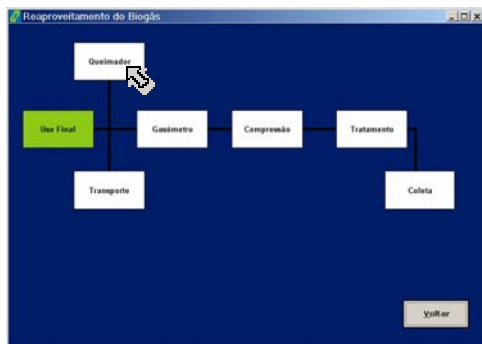 Reaproveitamento do Biogás
Queimador
Uso Final
Gasômetro
Compressão
Tratamento
Transporte
Coleta
Voltar